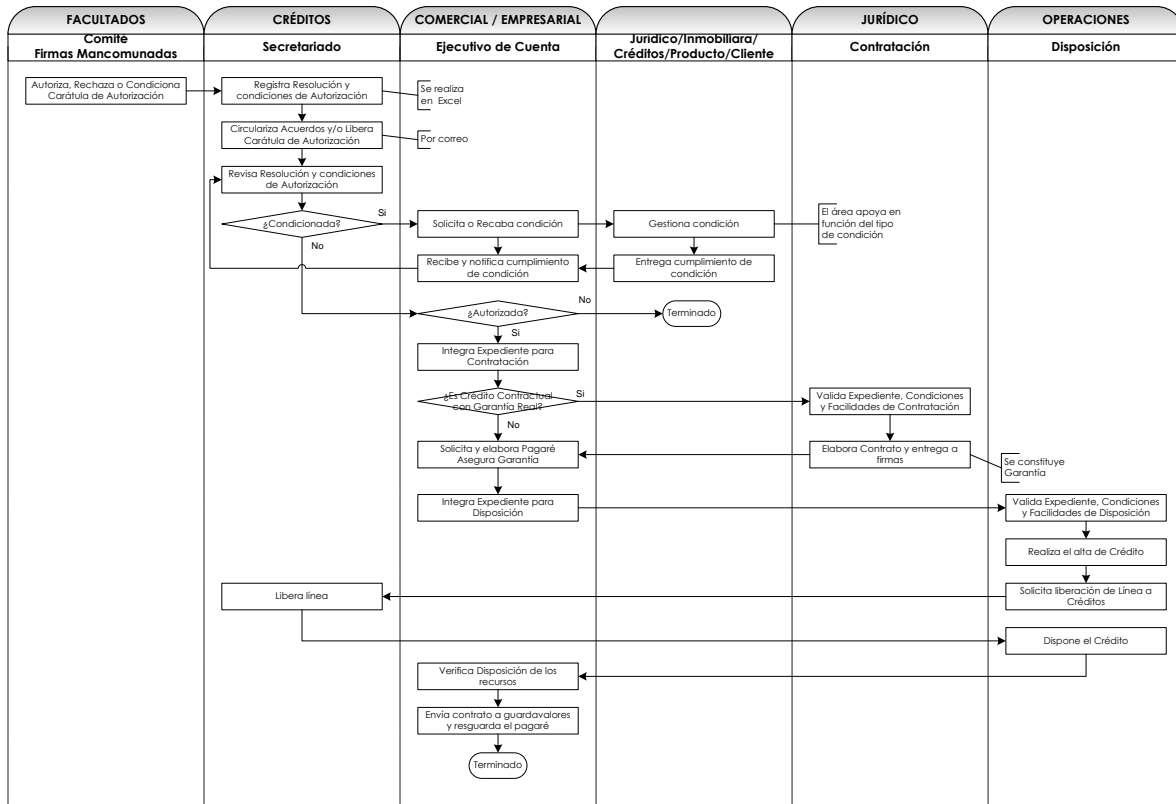 FACULTADOS
CRÉDITOS
COMERCIAL / EMPRESARIAL
JURÍDICO
OPERACIONES
Comité
Firmas Mancomunadas
Secretariado
Ejecutivo de Cuenta
Jurídico/Inmobiliara/
Créditos/Producto/Cliente
Contratación
Disposición
Autoriza, Rechaza o Condiciona
Carátula de Autorización
Registra Resolución y
condiciones de Autorización
Se realiza
en Excel
Circulariza Acuerdos y/o Libera
Carátula de Autorización
Por correo
Revisa Resolución y condiciones
de Autorización
¿Condicionada?
Si
No
Solicita o Recaba condición
Gestiona condición
El área apoya en
función del tipo
de condición
Recibe y notifica cumplimiento
de condición
Entrega cumplimiento de
condición
¿Autorizada?
No
Si
Terminado
Integra Expediente para
Contratación
¿Es Crédito Contractual
con Garantía Real?
Si
No
Valida Expediente, Condiciones
y Facilidades de Contratación
Solicita y elabora Pagaré
Asegura Garantía
Elabora Contrato y entrega a
firmas
Se constituye
Garantía
Integra Expediente para
Disposición
Valida Expediente, Condiciones
y Facilidades de Disposición
Realiza el alta de Crédito
Libera línea
Solicita liberación de Línea a
Créditos
Dispone el Crédito
Verifica Disposición de los
recursos
Envía contrato a guardavalores
y resguarda el pagaré
Terminado